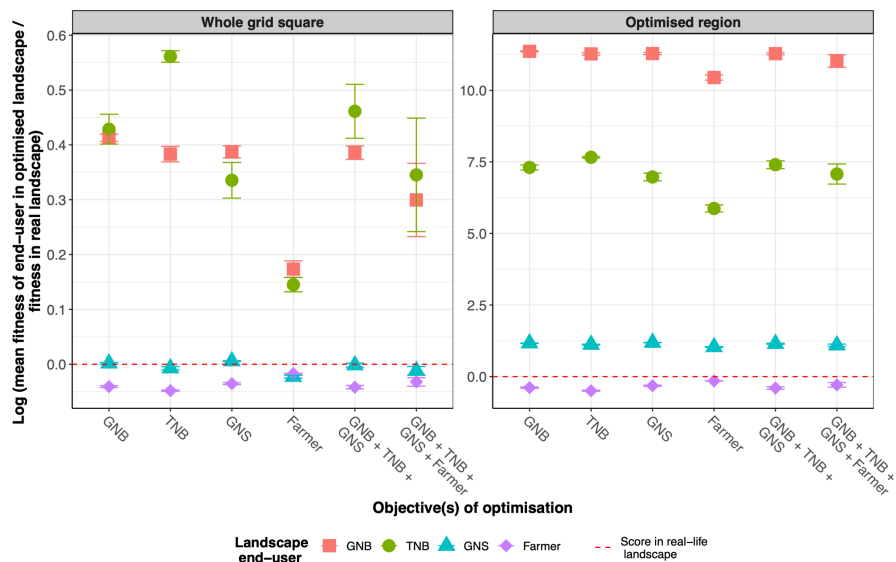 Whole grid square
Optimised region
Log (mean fitness of end-user in optimised landscape /
fitness in real landscape)
0.6
0.5
0.4
0.3
0.2
0.1
0.0
10.0
7.5
5.0
2.5
0.0
GNB
TNB
GNS
Farmer
GNB + TNB +
GNS
GNB + TNB +
GNS + Farmer
GNB
TNB
GNS
Farmer
GNB + TNB +
GNS
GNB + TNB +
GNS + Farmer
Objective(s) of optimisation
Landscape
end-user
GNB
TNB
GNS
Farmer
Score in real-life
landscape